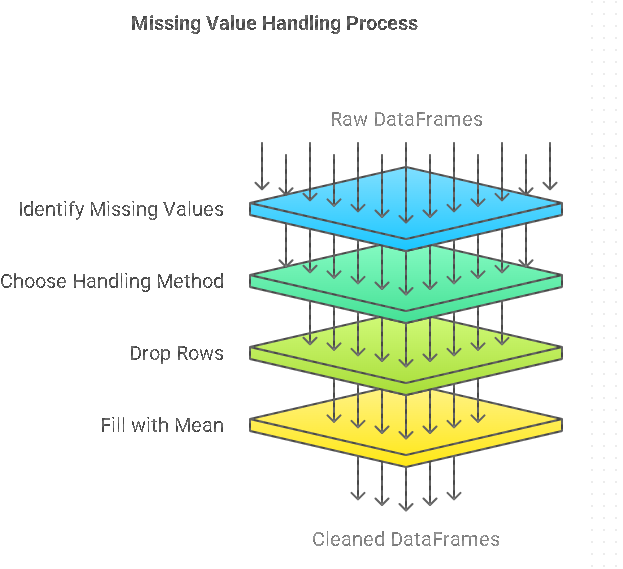 Missing Value Handling Process
Raw DataFrames
Identify Missing Values
Choose Handling Method
Drop Rows
Fill with Mean
Cleaned DataFrames